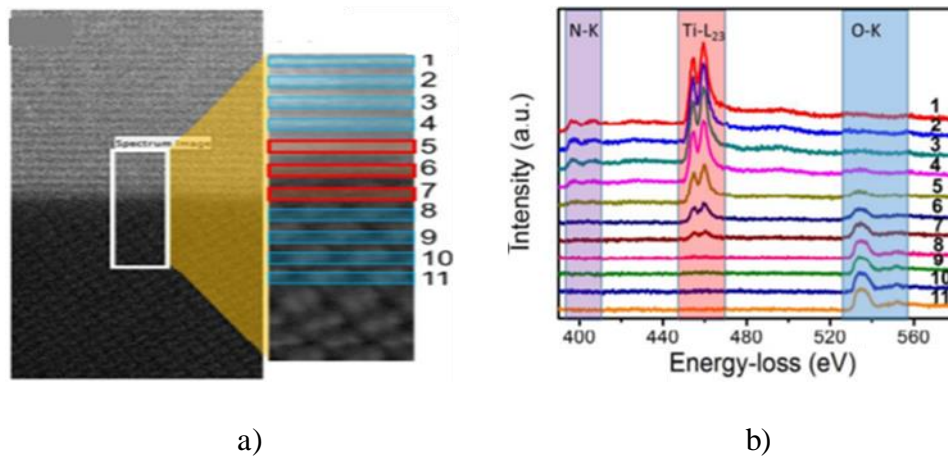 Spectrum Image
1
2
3
4
5
6
7
8
9
10
11
N-K
Ti-L₂₃
O-K
1
2
3
4
5
6
7
8
9
10
11
Intensity (a.u.)
400 440 480 520 560
Energy-loss (eV)
a) b)